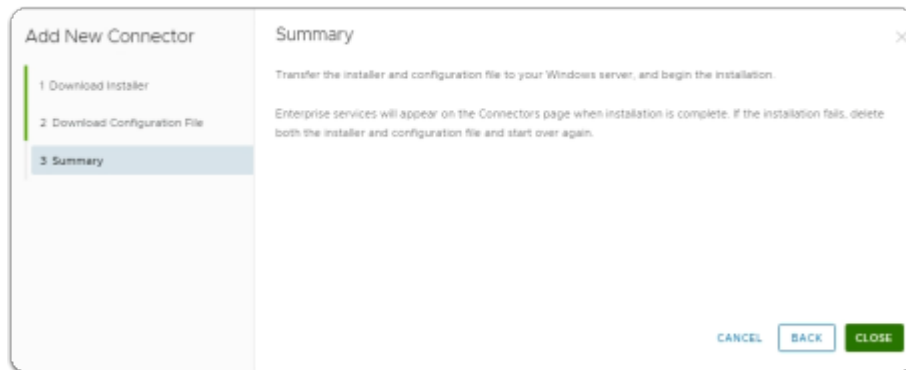 Add New Connector
1 Download Installer
2 Download Configuration File
3 Summary
Summary
Transfer the installer and configuration file to your Windows server, and begin the installation.
Enterprise services will appear on the Connectors page when installation is complete. If the installation fails, delete
both the installer and configuration file and start over again.
CANCEL
BACK
CLOSE